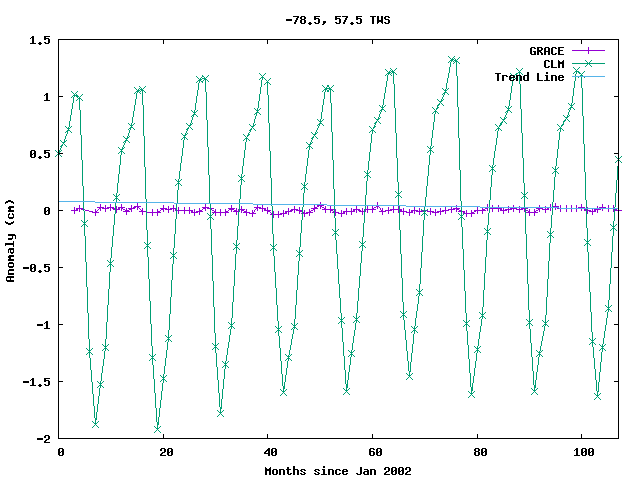 -78.5, 57.5 TWS
GRACE
CLM
Trend Line
1.5
1
0.5
0
-0.5
-1
-1.5
-2
Anomaly (cm)
0 20 40 60 80 100
Months since Jan 2002